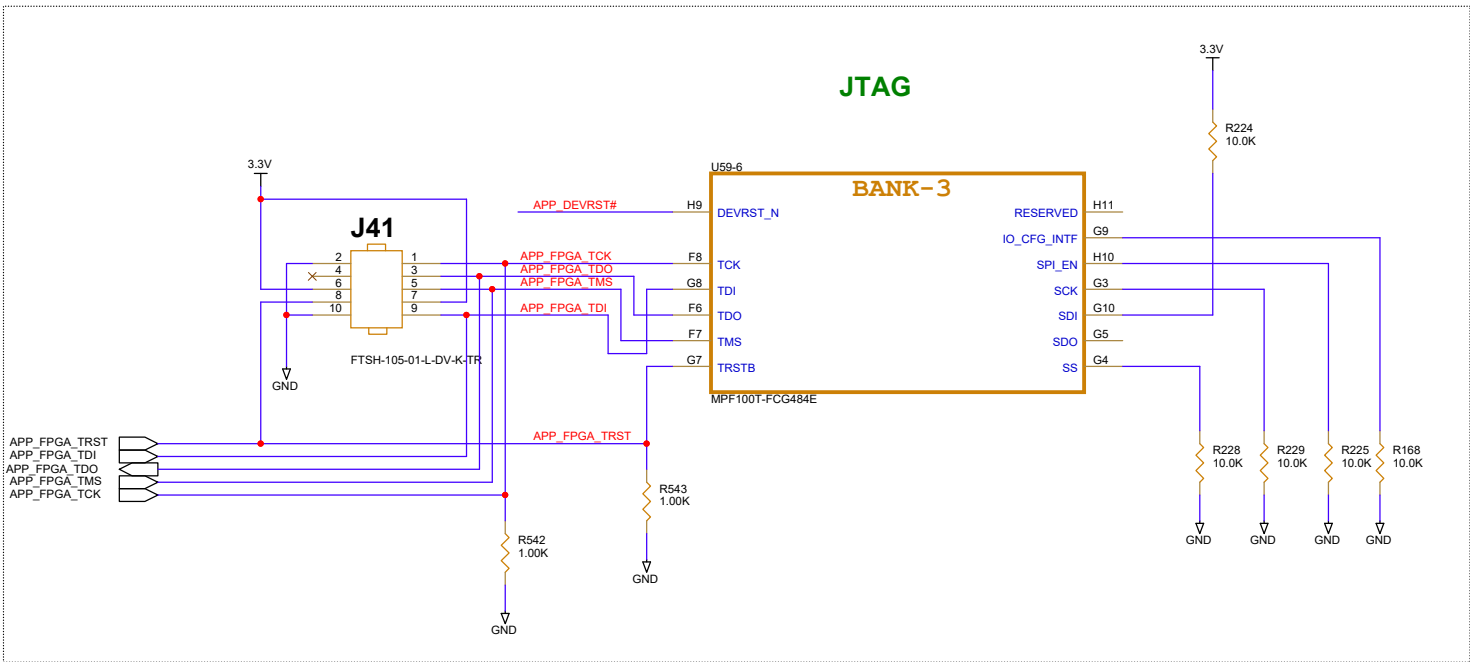 JTAG
3.3V
R224
10.0K
3.3V
J41
2 1
4 3
6 5
8 7
10 9
FTSH-105-01-L-DV-K-TR
GND
APP_DEVRST#
APP_FPGA_TCK
APP_FPGA_TDO
APP_FPGA_TMS
APP_FPGA_TDI
U59-6
BANK-3
H9 DEVRST_N
F8 TCK
G8 TDI
F6 TDO
F7 TMS
G7 TRSTB
RESERVED H11
IO_CFG_INTF G9
SPI_EN H10
SCK G3
SDI G10
SDO G5
SS G4
MPF100T-FCG484E
APP_FPGA_TRST
APP_FPGA_TDI
APP_FPGA_TDO
APP_FPGA_TMS
APP_FPGA_TCK
APP_FPGA_TRST
R543
1.00K
GND
R542
1.00K
GND
R228
10.0K
GND
R229
10.0K
GND
R225
10.0K
GND
R168
10.0K
GND